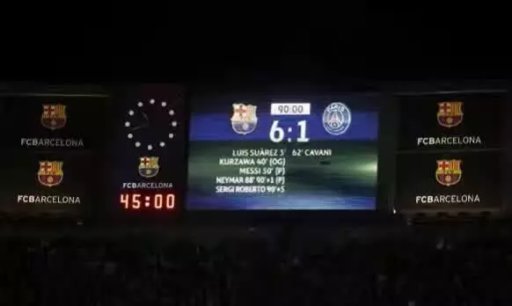 FCBARCELONA
FCBARCELONA
FCBARCELONA
45:00
90:00
6:1
LUIS SUÁREZ 3' 62' CAVANI
KURZAWA 40' (OG)
MESSI 50' (P)
NEYMAR 88' 90'+1 (P)
SERGI ROBERTO 90'+5
FCBARCELONA
FCBARCELONA